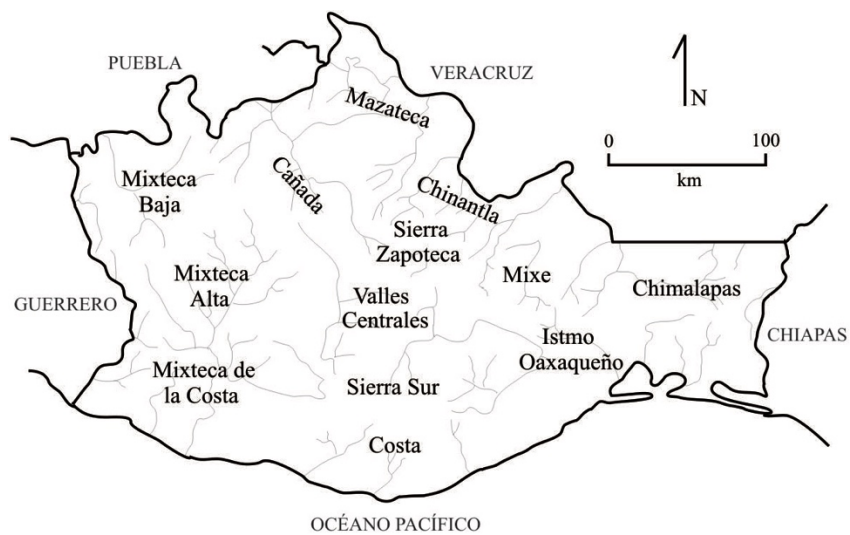 PUEBLA
VERACRUZ
N
0
100
km
Mazateca
Mixteca
Baja
Cañada
Chinantla
Sierra
Zapoteca
Mixteca
Alta
Mixe
Chimalapas
GUERRERO
Valles
Centrales
CHIAPAS
Istmo
Oaxaqueño
Mixteca de
la Costa
Sierra Sur
Costa
OCÉANO PACÍFICO